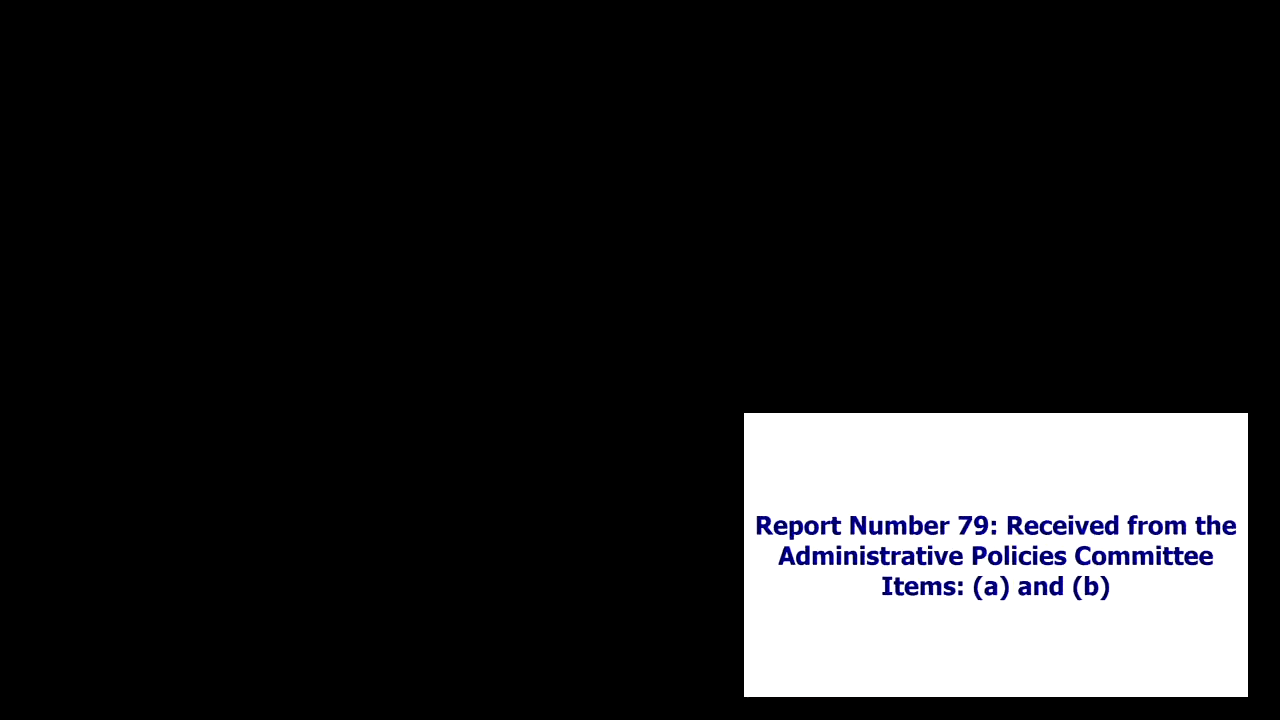 Report Number 79: Received from the
Administrative Policies Committee
Items: (a) and (b)